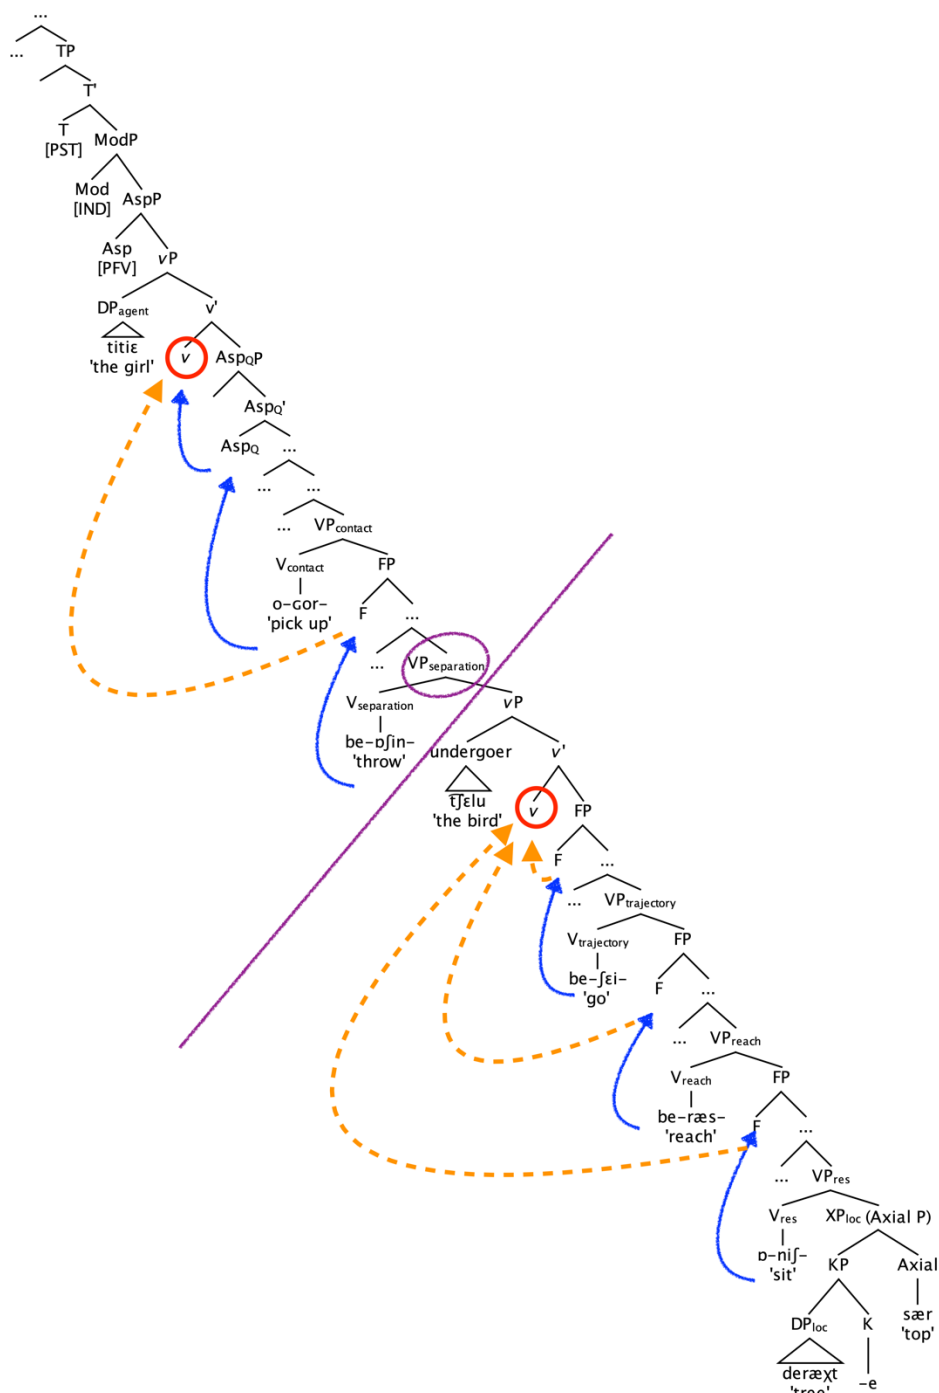 ...
... TP
T'
T
[PST] ModP
Mod
[IND] AspP
Asp
[PFV] vP
DPagent v'
titiɛ
'the girl' v AspQP
AspQ'
AspQ ...
... ...
... VPcontact
Vcontact FP
o-ɢor-
'pick up' F ...
... VPseparation
Vseparation vP
be-ɒʃin-
'throw' undergoer v'
t͡ʃɛlu
'the bird' v FP
F ...
... VPtrajectory
Vtrajectory FP
be-ʃɛi-
'go' F ...
... VPreach
Vreach FP
be-ræs-
'reach' F ...
... VPres
Vres XPloc (Axial P)
ɒ-niʃ-
'sit' KP Axial
sær
'top'
DPloc K
deræχt -e
'tree'